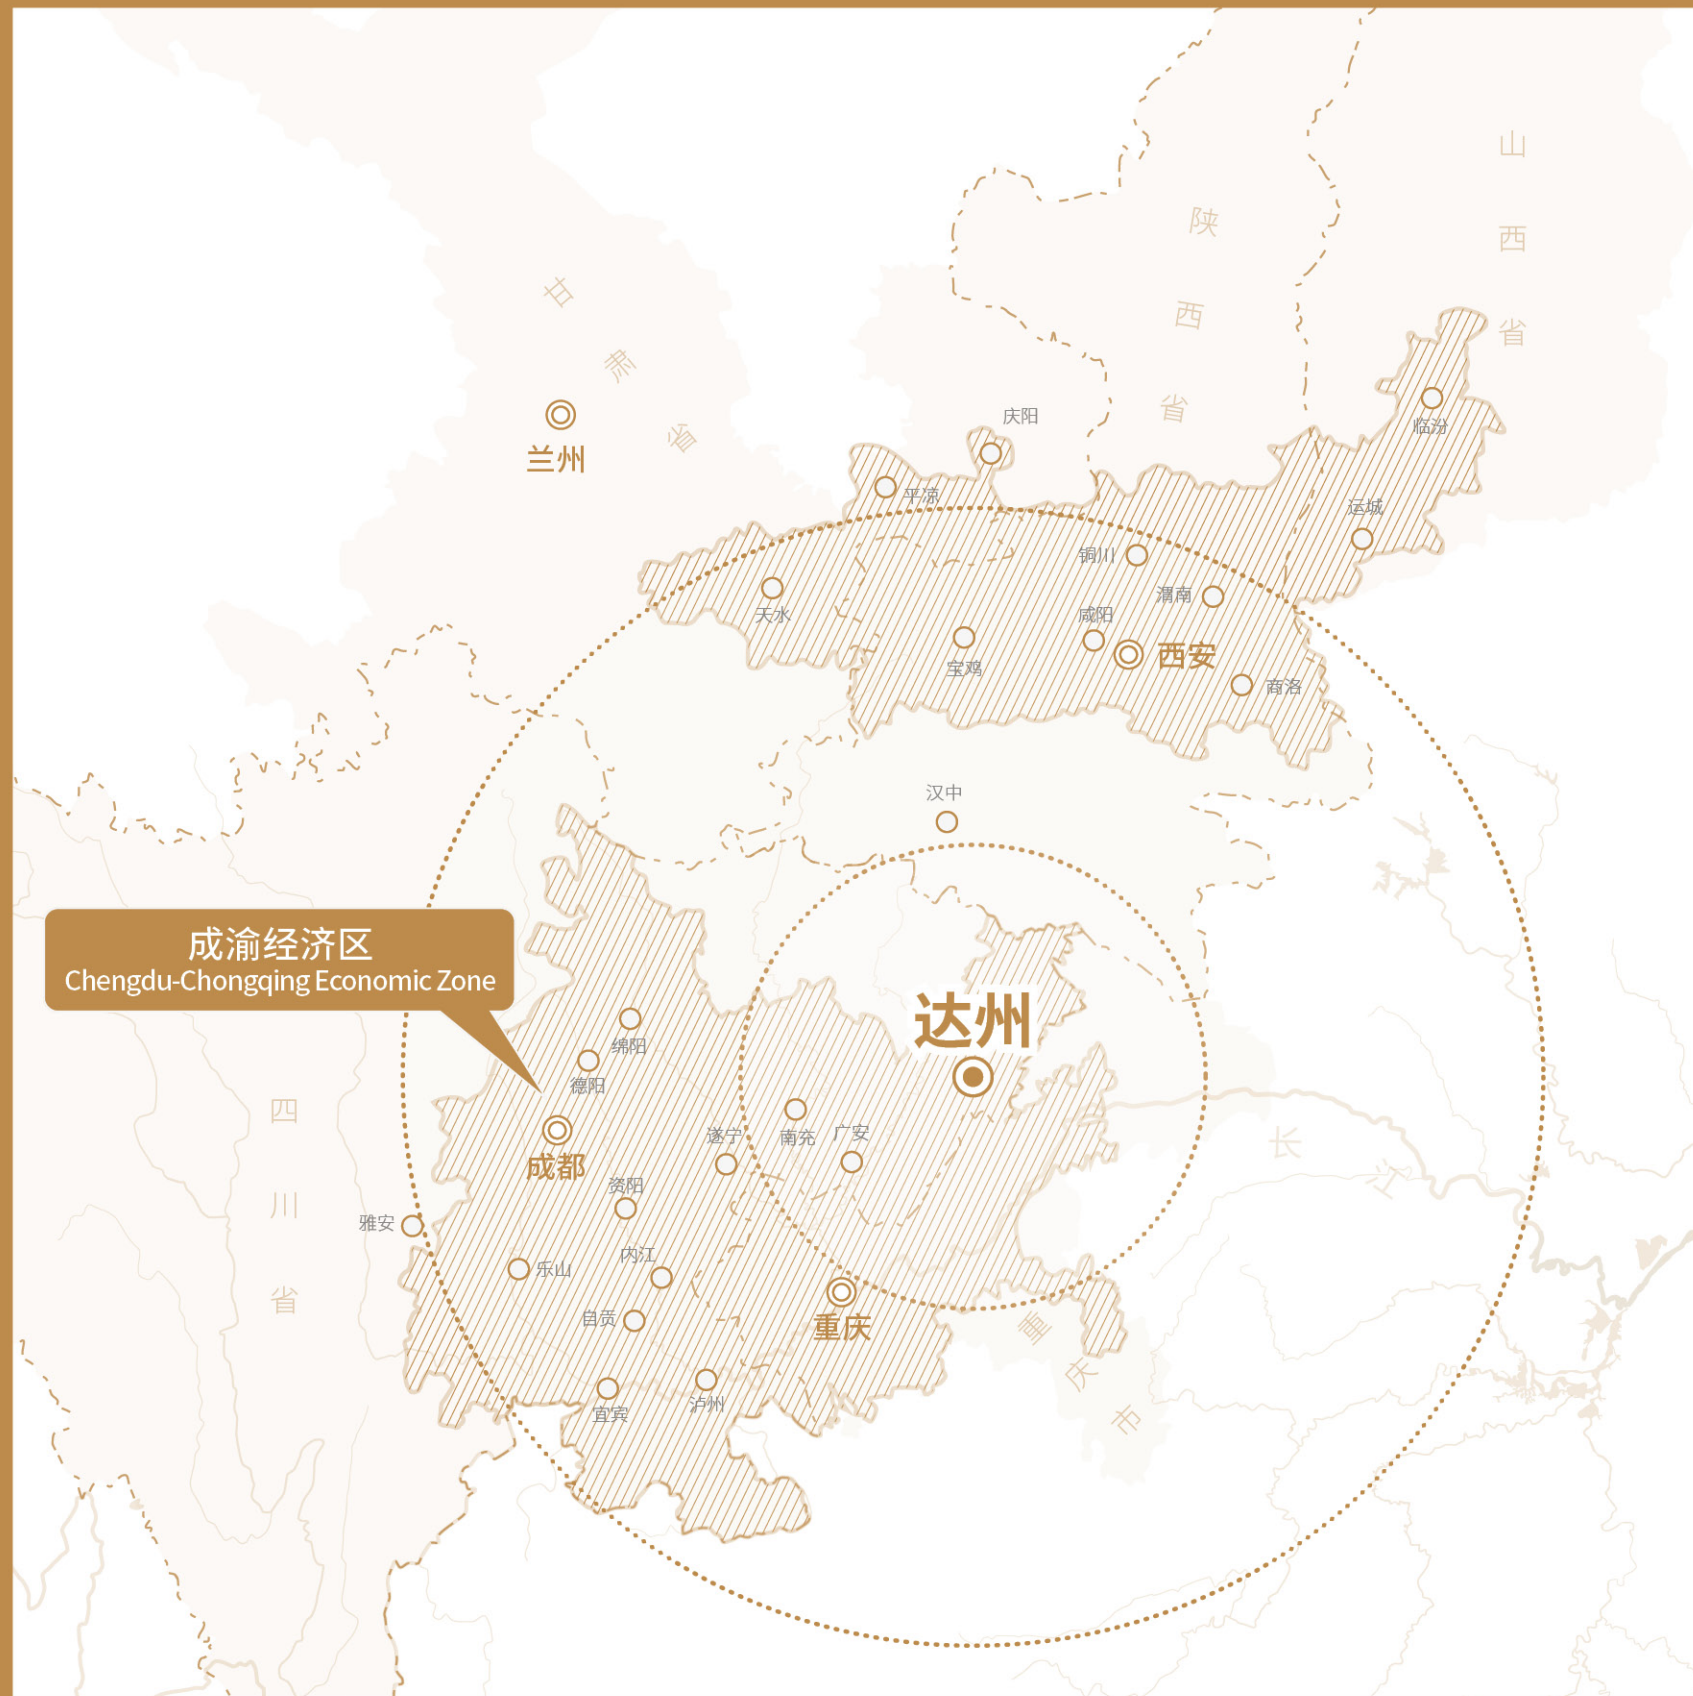 山西省
陕西省
甘肃省
兰州
庆阳
平凉
临汾
运城
铜川
渭南
天水
咸阳
西安
宝鸡
商洛
汉中
成渝经济区
Chengdu-Chongqing Economic Zone
达州
绵阳
德阳
四川省
成都
遂宁
南充
广安
长江
资阳
雅安
内江
乐山
自贡
重庆
重庆市
宜宾
泸州